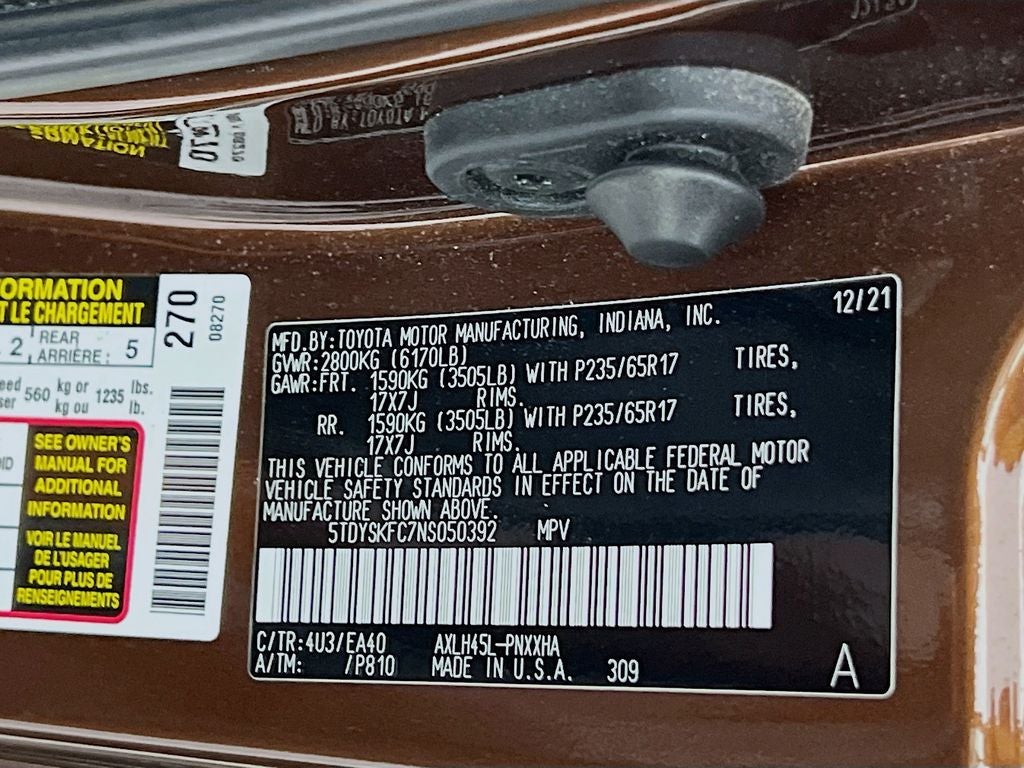 ORMATION
T LE CHARGEMENT
2 REAR ARRIÈRE: 5
560 kg or kg ou 1235 lbs. lb.
SEE OWNER'S
MANUAL FOR
ADDITIONAL
INFORMATION
VOIR LE MANUEL
DE L'USAGER
POUR PLUS DE
RENSEIGNEMENTS
270
08270
12/21
MFD.BY:TOYOTA MOTOR MANUFACTURING, INDIANA, INC.
GVWR:2800KG (6170LB)
GAWR:FRT. 1590KG (3505LB) WITH P235/65R17 TIRES,
17X7J RIMS.
RR. 1590KG (3505LB) WITH P235/65R17 TIRES,
17X7J RIMS.
THIS VEHICLE CONFORMS TO ALL APPLICABLE FEDERAL MOTOR
VEHICLE SAFETY STANDARDS IN EFFECT ON THE DATE OF
MANUFACTURE SHOWN ABOVE.
5TDYSKFC7NS050392 MPV
C/TR:4U3/EA40 AXLH45L-PNXXHA
A/TM: /P810 MADE IN U.S.A. 309
A